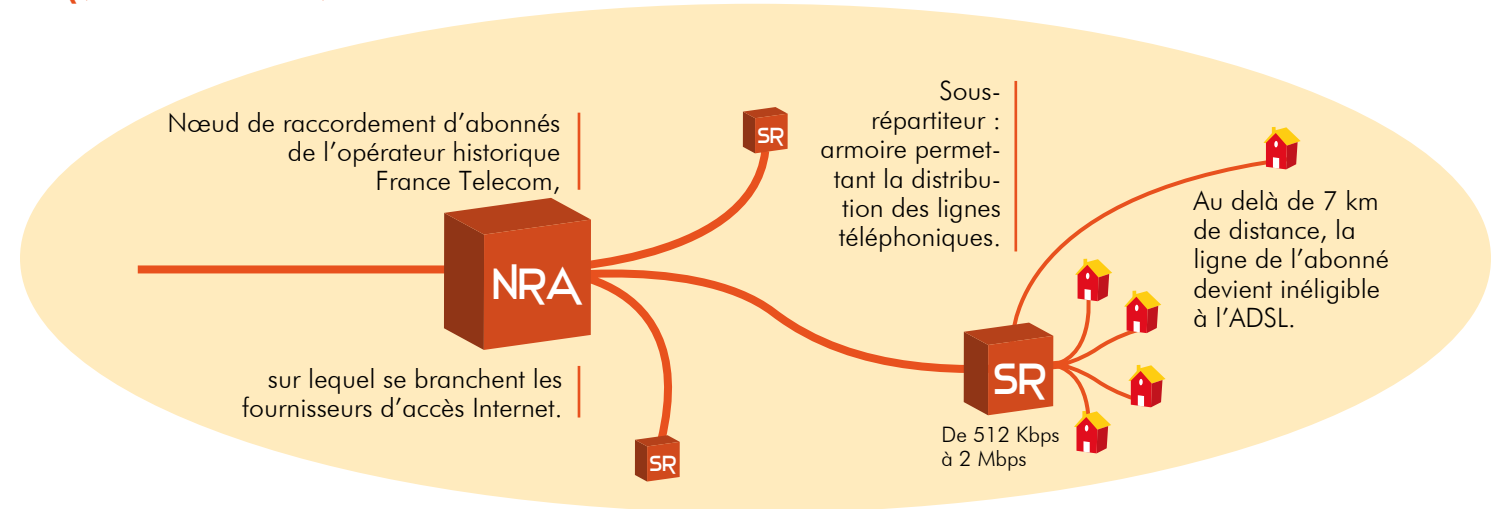 Nœud de raccordement d'abonnés
de l'opérateur historique
France Telecom,
NRA
sur lequel se branchent les
fournisseurs d'accès Internet.
SR
SR
Sous-
répartiteur :
armoire permet-
tant la distribu-
tion des lignes
téléphoniques.
SR
De 512 Kbps
à 2 Mbps
Au delà de 7 km
de distance, la
ligne de l'abonné
devient inéligible
à l'ADSL.